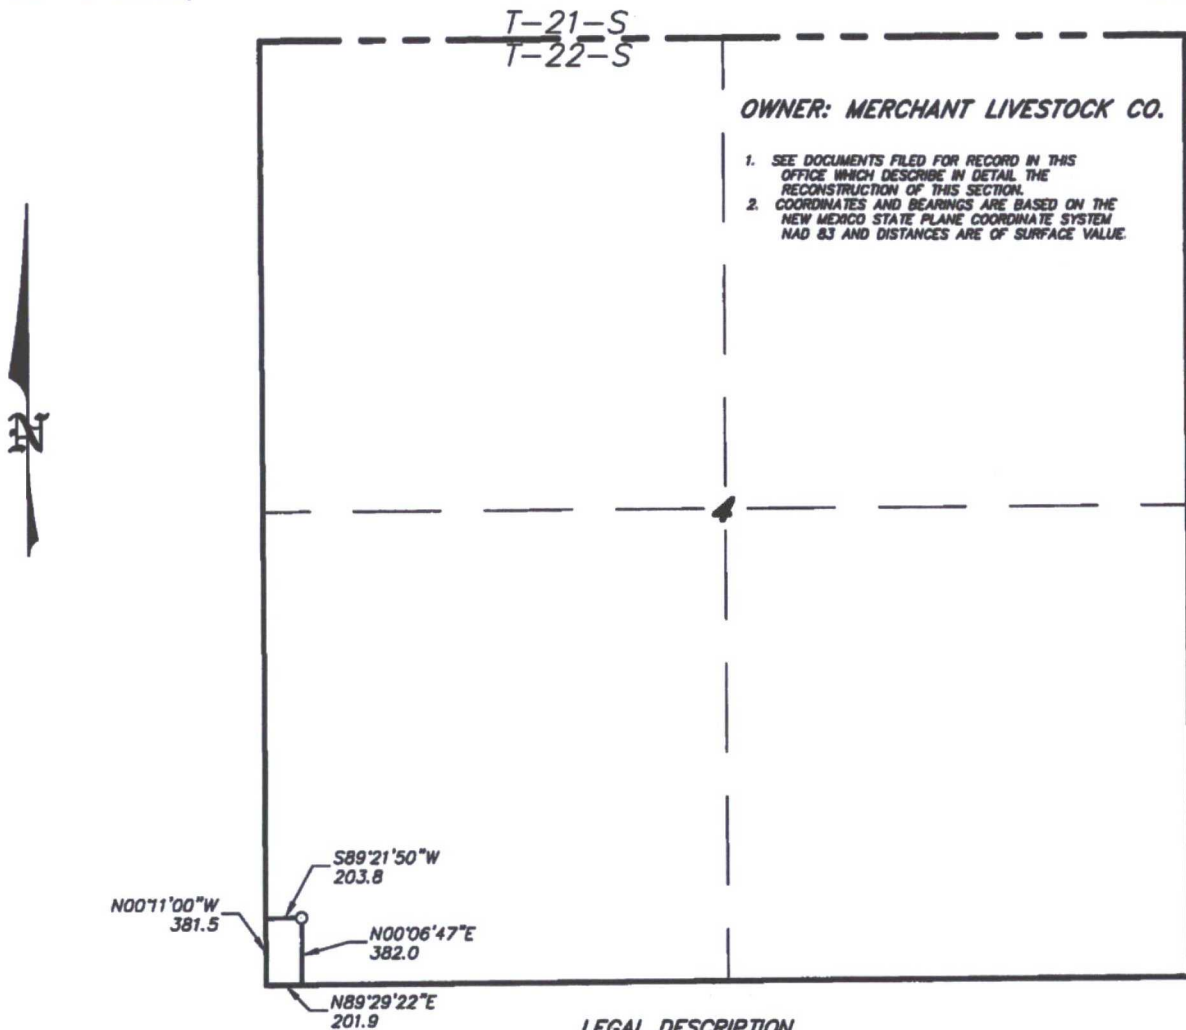 T-21-S
T-22-S
OWNER: MERCHANT LIVESTOCK CO.
1. SEE DOCUMENTS FILED FOR RECORD IN THIS
OFFICE WHICH DESCRIBE IN DETAIL THE
RECONSTRUCTION OF THIS SECTION.
2. COORDINATES AND BEARINGS ARE BASED ON THE
NEW MEXICO STATE PLANE COORDINATE SYSTEM
NAD 83 AND DISTANCES ARE OF SURFACE VALUE.
N
4
S89°21'50"W
203.8
N00°11'00"W
381.5
N00°06'47"E
382.0
N89°29'22"E
201.9
LEGAL DESCRIPTION